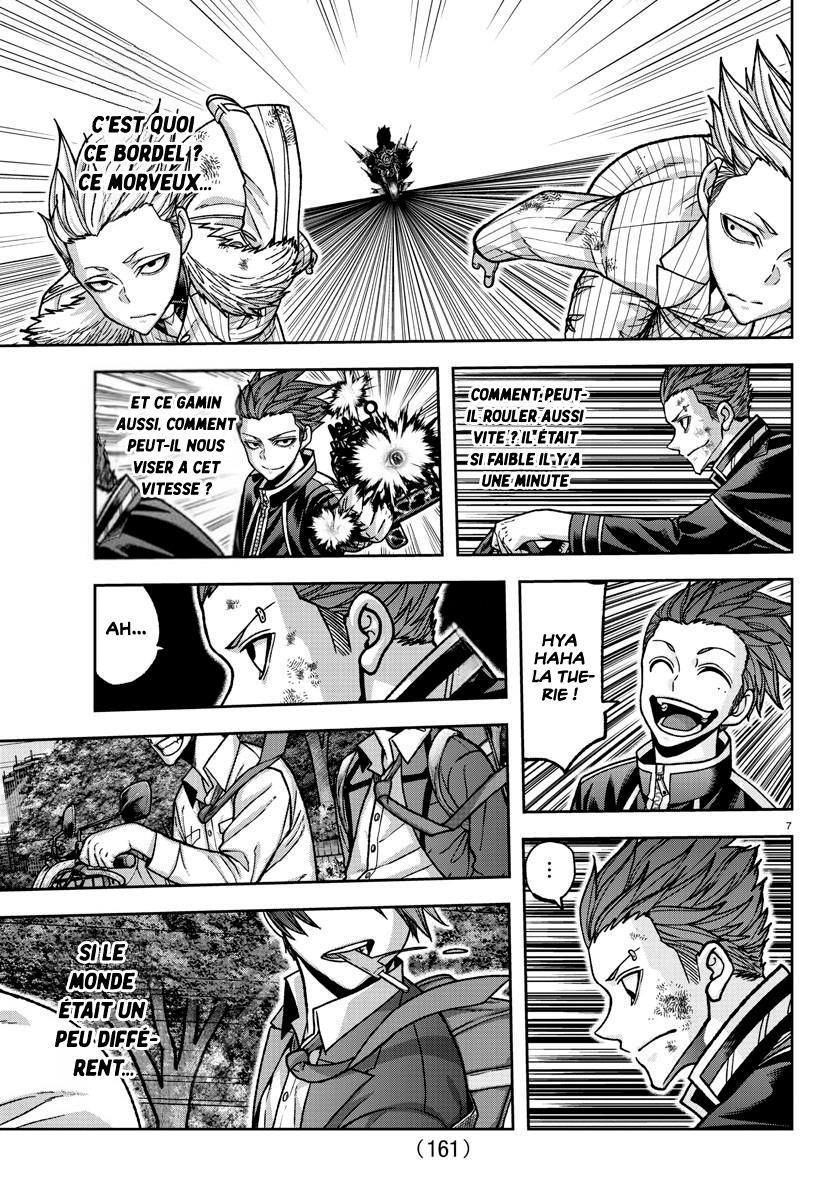 C'EST QUOI
CE BORDEL ?
CE MORVEUX...
COMMENT PEUT-
IL ROULER AUSSI
VITE ? IL ÉTAIT
SI FAIBLE IL Y A
UNE MINUTE
ET CE GAMIN
AUSSI, COMMENT
PEUT-IL NOUS
VISER A CET
VITESSE ?
HYA
HAHA
LA TUE-
RIE !
AH...
7
...
SI LE
MONDE
ÉTAIT UN
PEU DIFFÉ-
RENT...
(161)